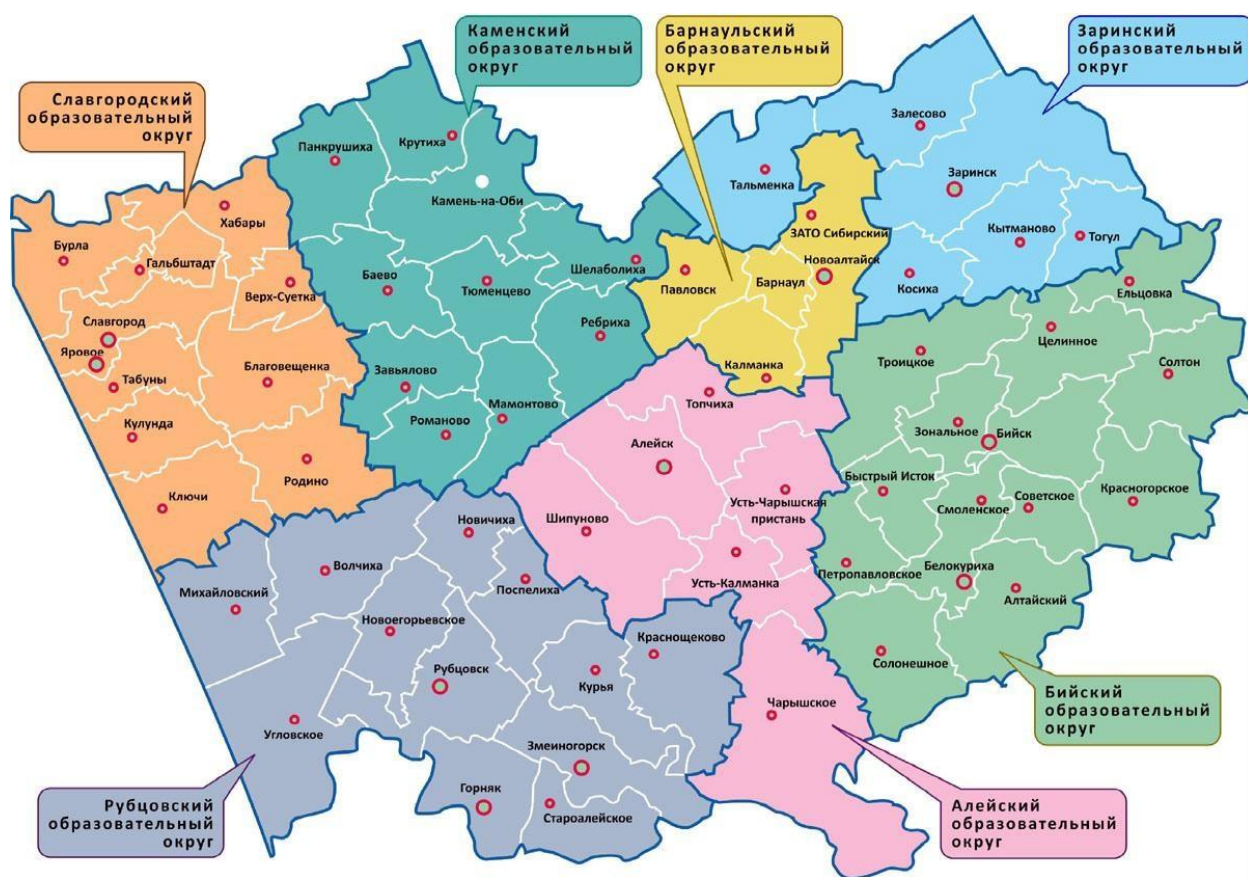 Каменский
образовательный
округ
Барнаульский
образовательный
округ
Заринский
образовательный
округ
Славгородский
образовательный
округ
Панкрушиха
Крутиха
Камень-на-Оби
Баево
Тюменцево
Шелаболиха
Ребриха
Завьялово
Романово
Мамонтово
Хабары
Бурла
Гальбштадт
Верх-Суетка
Славгород
Яровое
Табуны
Благовещенка
Кулунда
Родино
Ключи
Тальменка
Залесово
Заринск
Кытманово
Тогул
Косиха
ЗАТО Сибирский
Новоалтайск
Павловск
Барнаул
Калманка
Ельцовка
Целинное
Троицкое
Солтон
Зональное
Бийск
Быстрый Исток
Смоленское
Советское
Красногорское
Петропавловское
Белокуриха
Алтайский
Солонешное
Топчиха
Алейск
Усть-Чарышская
пристань
Шипуново
Усть-Калманка
Чарышское
Новичиха
Волчиха
Поспелиха
Михайловский
Новоегорьевское
Рубцовск
Краснощеково
Курья
Угловское
Змеиногорск
Горняк
Староалейское
Бийский
образовательный
округ
Рубцовский
образовательный
округ
Алейский
образовательный
округ